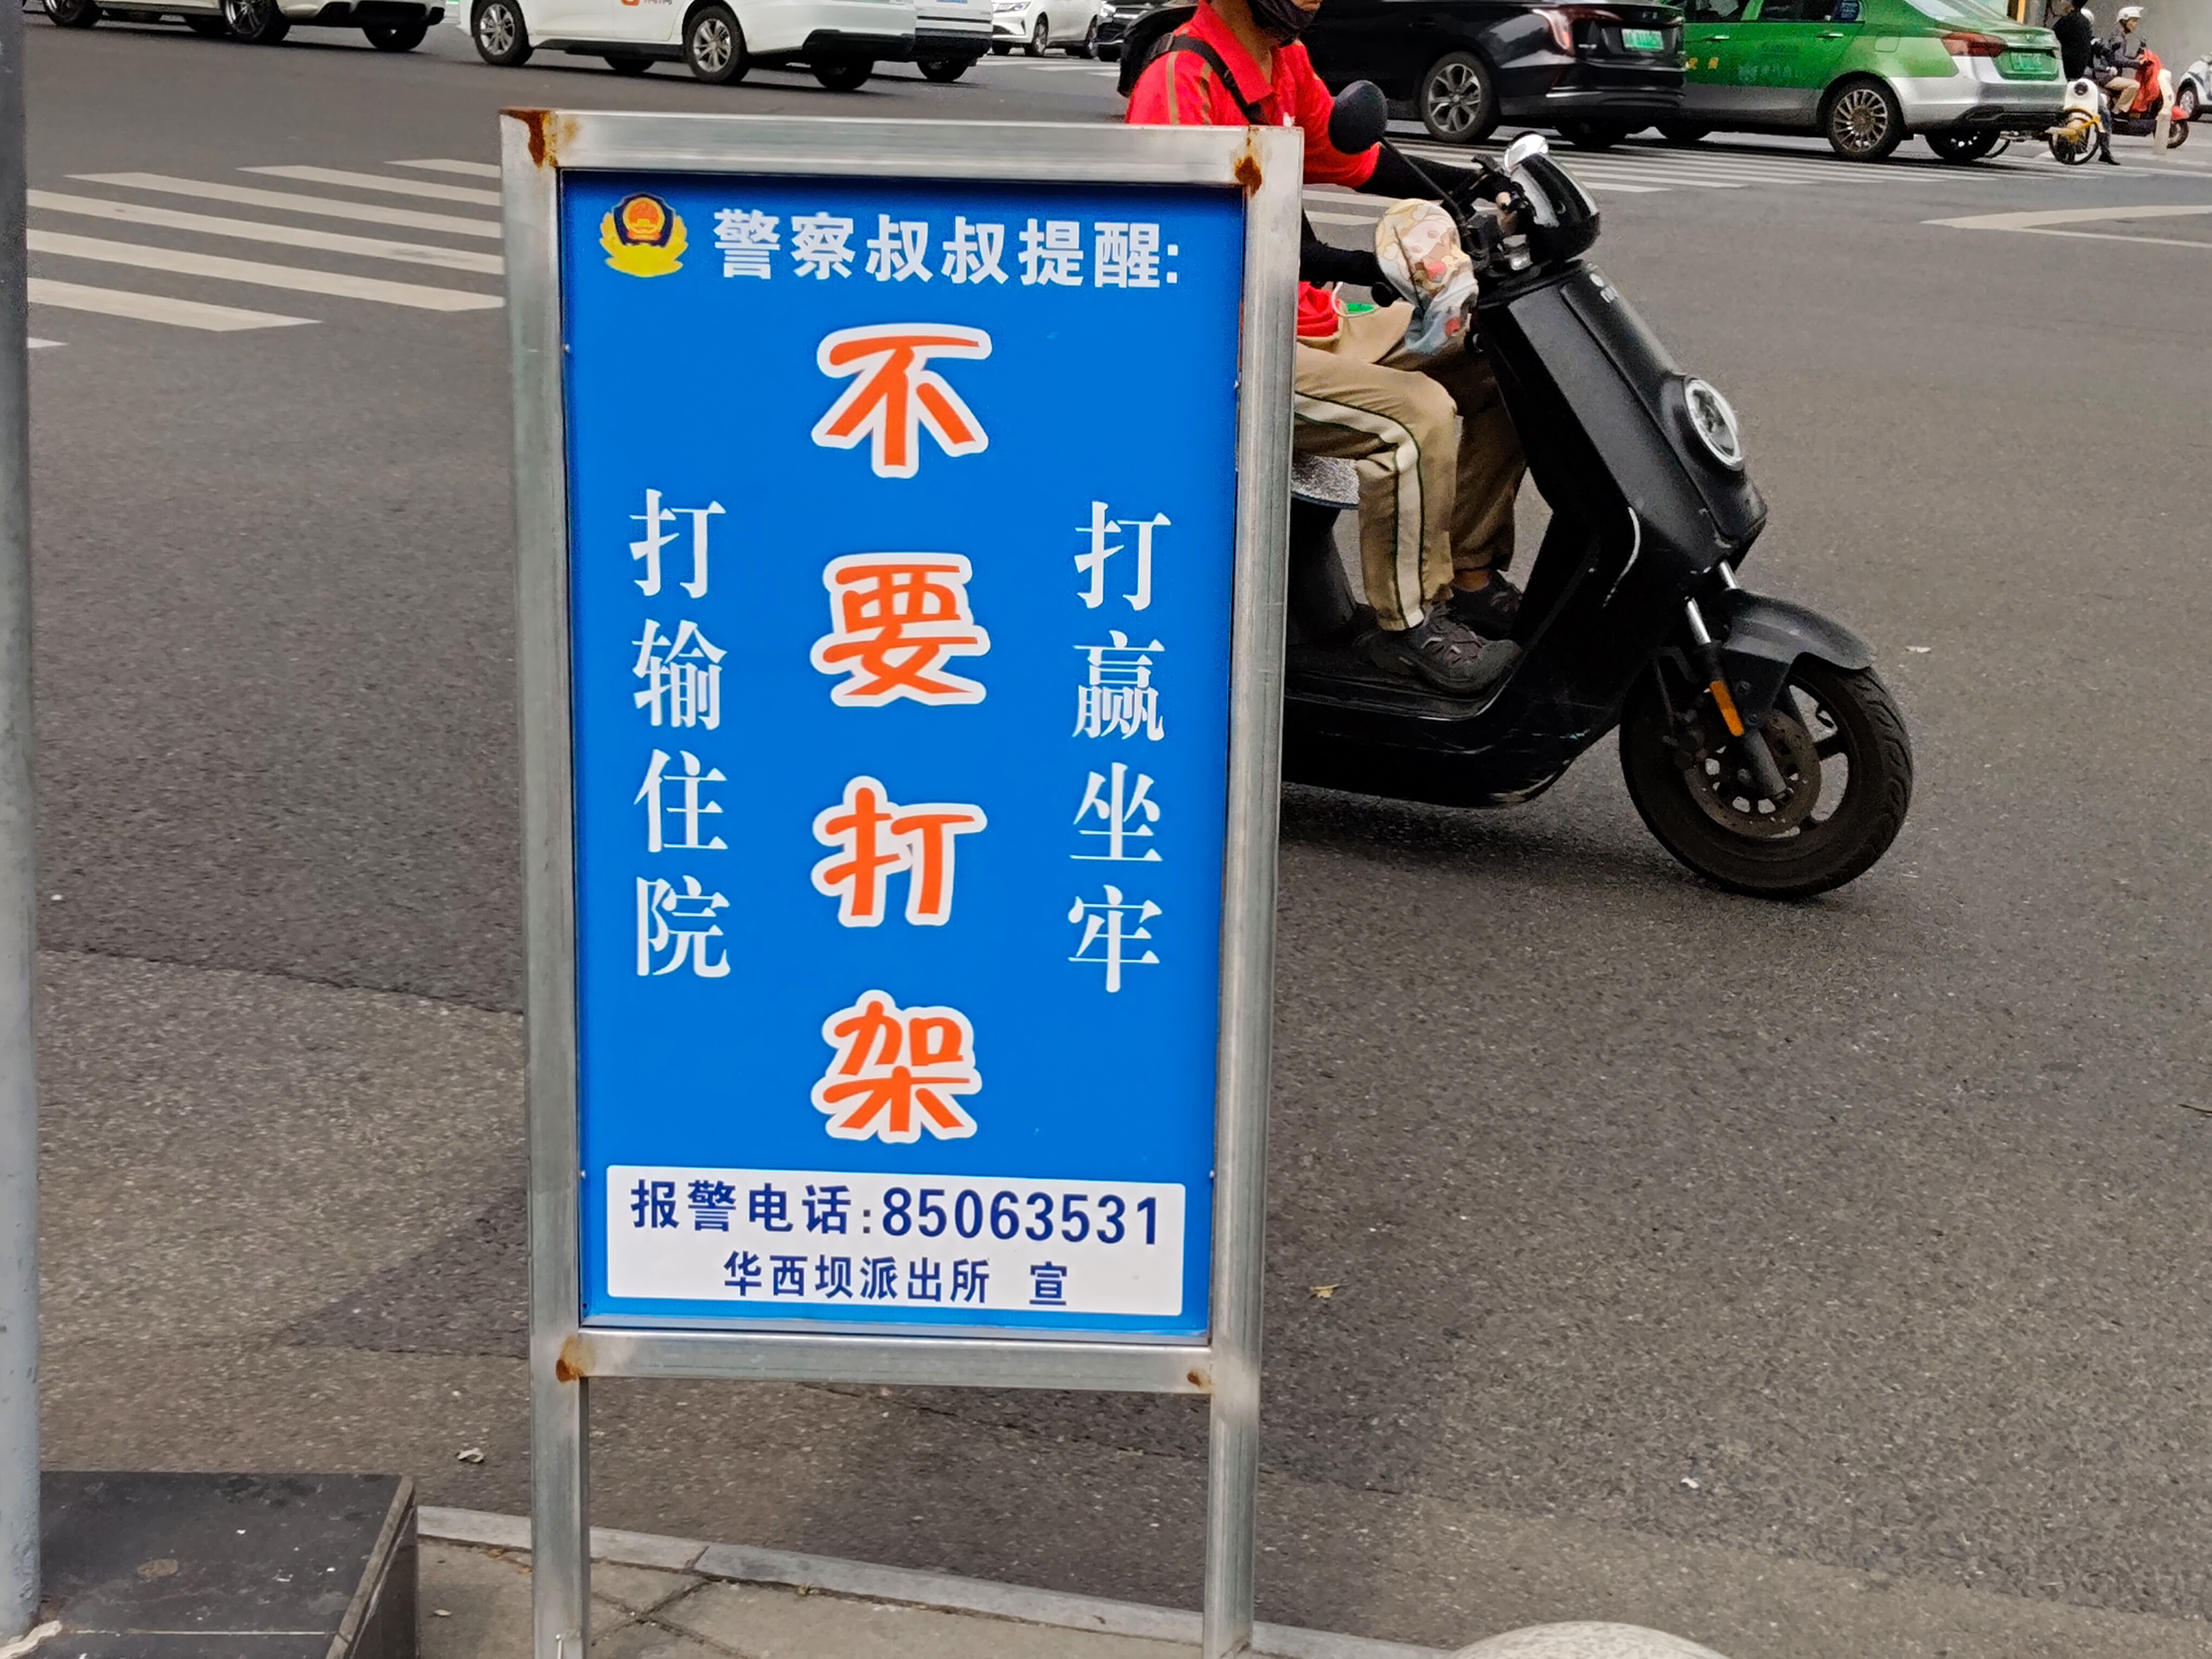 警察叔叔提醒:
不要打架
打赢坐牢
打输住院
报警电话:85063531
华西坝派出所 宣